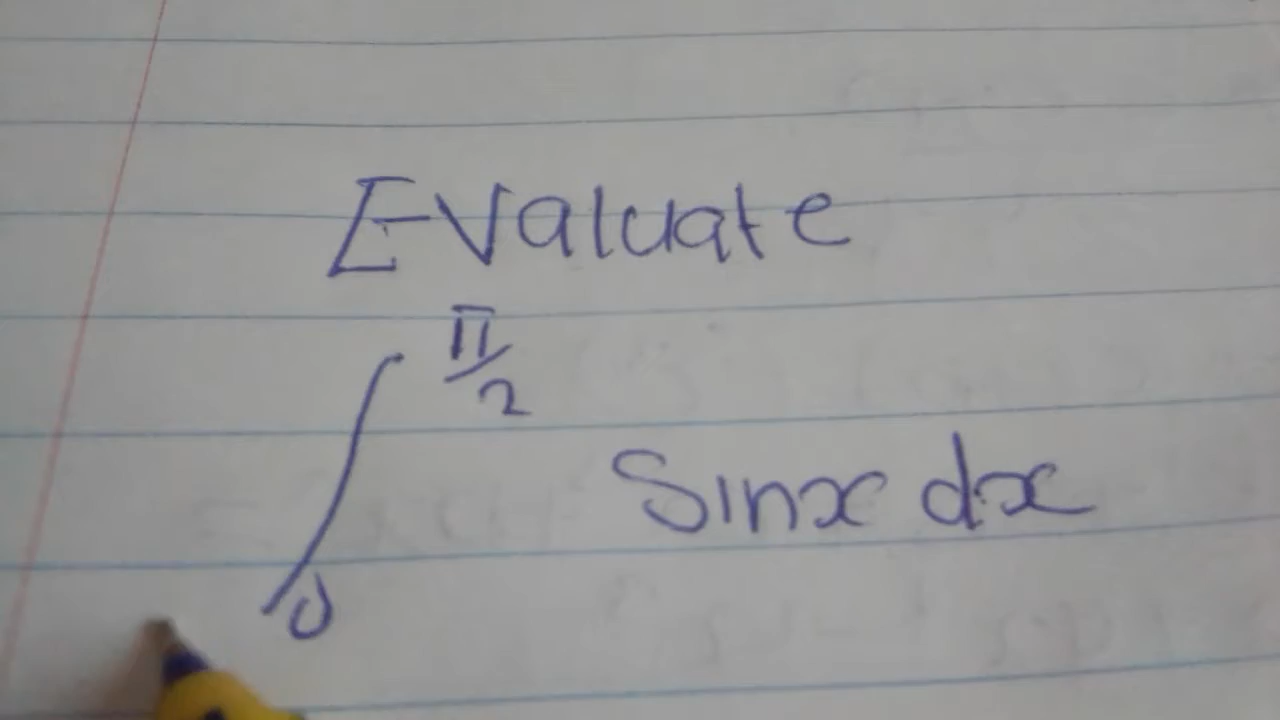 Evaluate
∫₀^(π/2) Sinx dx